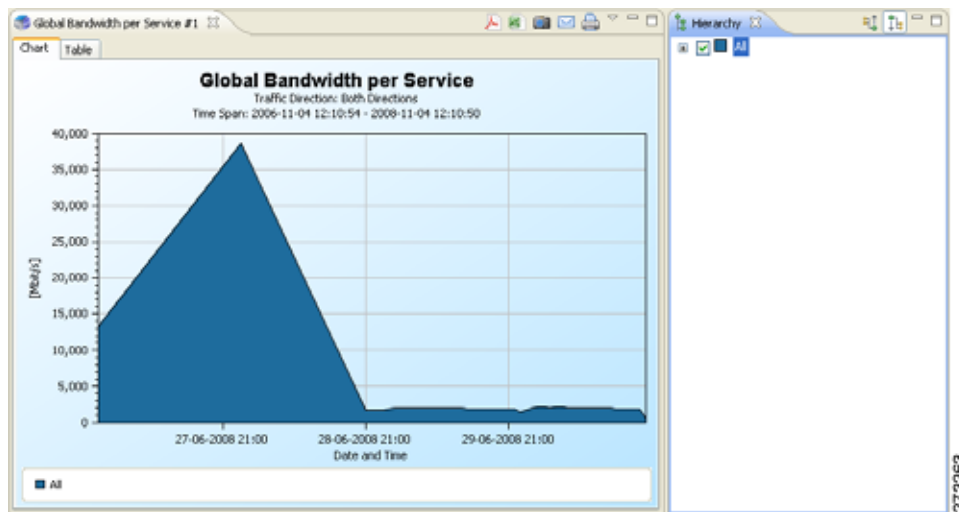 Global Bandwidth per Service #1
Chart
Table
Global Bandwidth per Service
Traffic Direction: Both Directions
Time Span: 2006-11-04 12:10:54 - 2008-11-04 12:10:50
40,000
35,000
30,000
25,000
20,000
15,000
10,000
5,000
0
[Mbit/s]
27-06-2008 21:00
28-06-2008 21:00
29-06-2008 21:00
Date and Time
All
Hierarchy
All